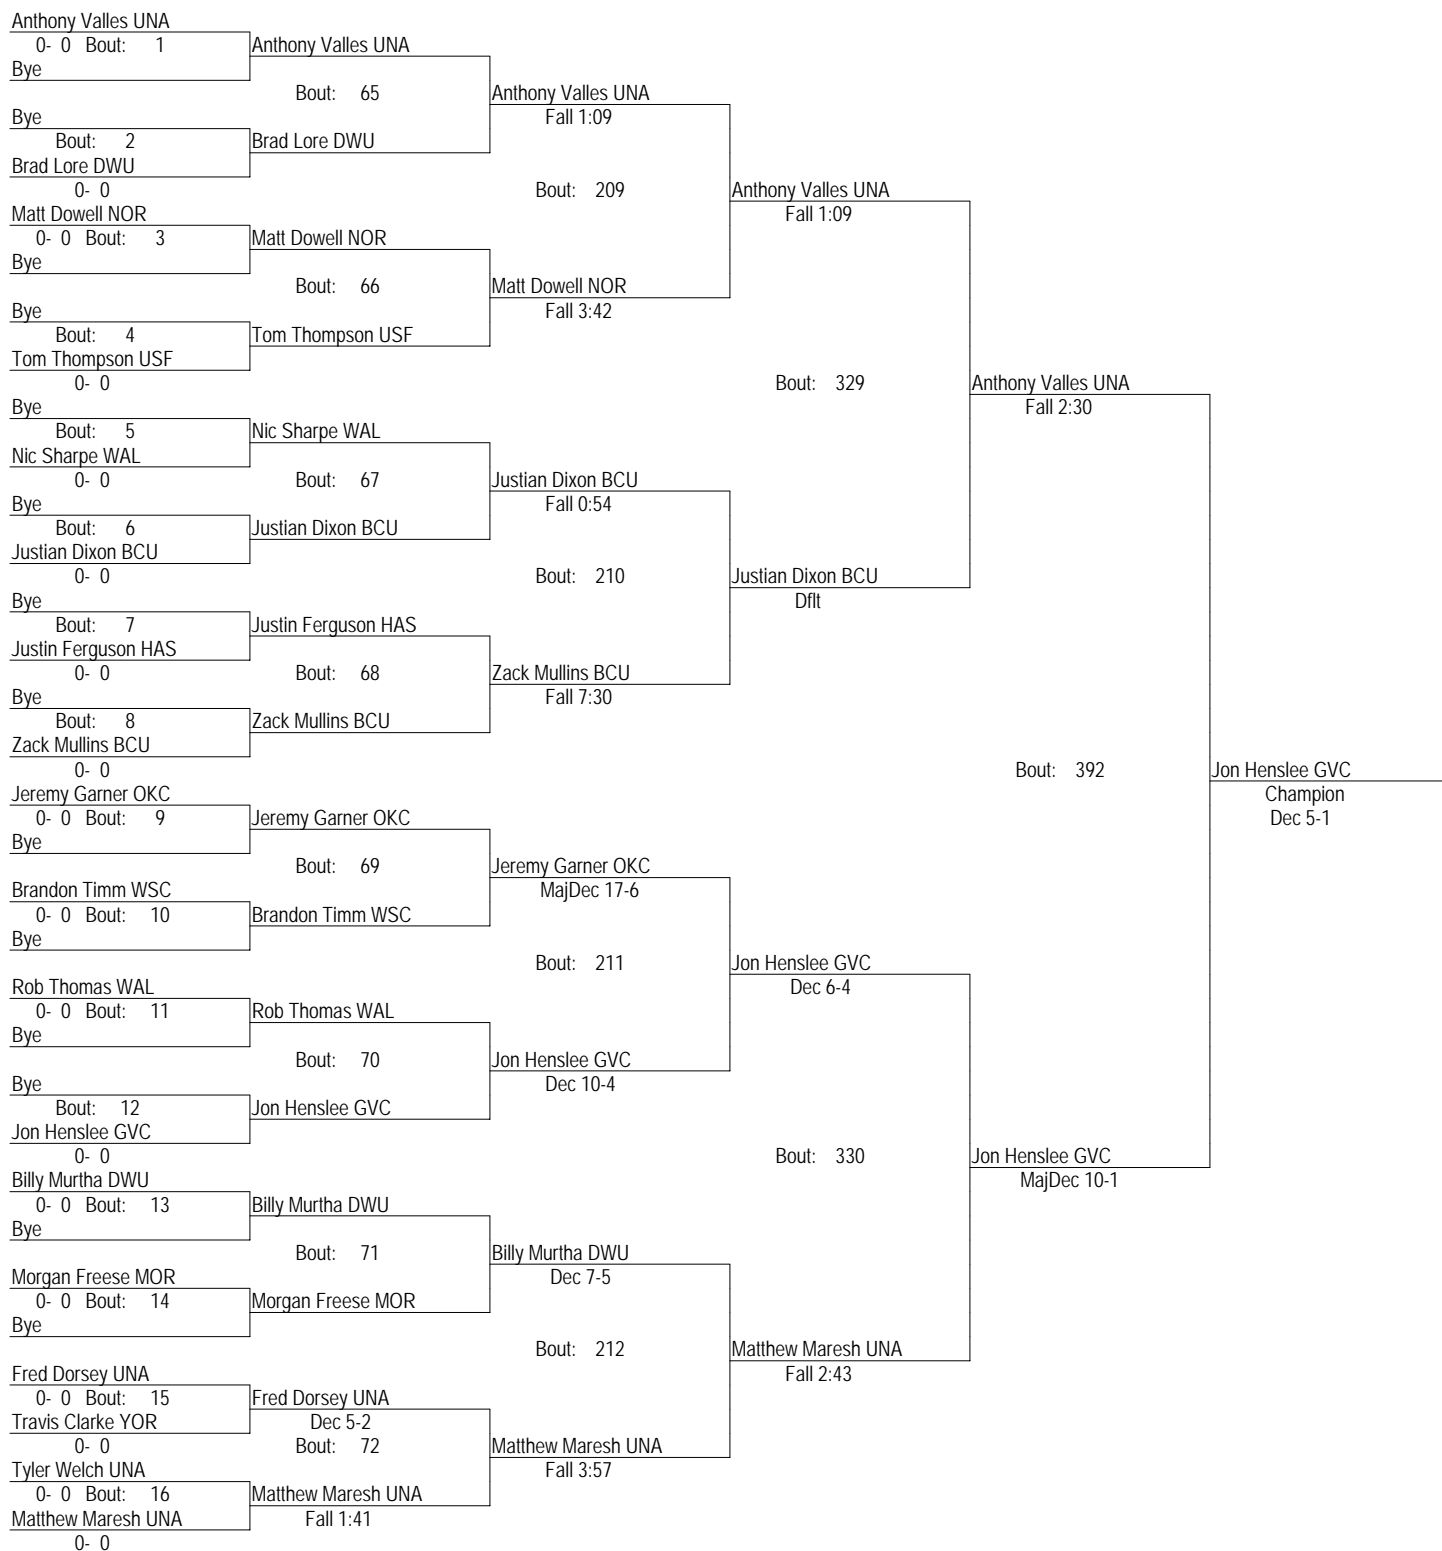 Anthony Valles UNA
0- 0 Bout: 1
Anthony Valles UNA
Bye
Bout: 65
Anthony Valles UNA
Bye
Fall 1:09
Bout: 2
Brad Lore DWU
Brad Lore DWU
0- 0
Bout: 209
Anthony Valles UNA
Matt Dowell NOR
Fall 1:09
0- 0 Bout: 3
Matt Dowell NOR
Bye
Bout: 66
Matt Dowell NOR
Bye
Fall 3:42
Bout: 4
Tom Thompson USF
Tom Thompson USF
0- 0
Bout: 329
Anthony Valles UNA
Bye
Fall 2:30
Bout: 5
Nic Sharpe WAL
Nic Sharpe WAL
0- 0
Bout: 67
Justian Dixon BCU
Bye
Fall 0:54
Bout: 6
Justian Dixon BCU
Justian Dixon BCU
0- 0
Bout: 210
Justian Dixon BCU
Bye
Dflt
Bout: 7
Justin Ferguson HAS
Justin Ferguson HAS
0- 0
Bout: 68
Zack Mullins BCU
Bye
Fall 7:30
Bout: 8
Zack Mullins BCU
Zack Mullins BCU
0- 0
Bout: 392
Jon Henslee GVC
Jeremy Garner OKC
Champion
0- 0 Bout: 9
Jeremy Garner OKC
Dec 5-1
Bye
Bout: 69
Jeremy Garner OKC
Brandon Timm WSC
MajDec 17-6
0- 0 Bout: 10
Brandon Timm WSC
Bye
Bout: 211
Jon Henslee GVC
Rob Thomas WAL
Dec 6-4
0- 0 Bout: 11
Rob Thomas WAL
Bye
Bout: 70
Jon Henslee GVC
Bye
Dec 10-4
Bout: 12
Jon Henslee GVC
Jon Henslee GVC
0- 0
Bout: 330
Jon Henslee GVC
Billy Murtha DWU
MajDec 10-1
0- 0 Bout: 13
Billy Murtha DWU
Bye
Bout: 71
Billy Murtha DWU
Morgan Freese MOR
Dec 7-5
0- 0 Bout: 14
Morgan Freese MOR
Bye
Bout: 212
Matthew Maresh UNA
Fred Dorsey UNA
Fall 2:43
0- 0 Bout: 15
Fred Dorsey UNA
Travis Clarke YOR
Dec 5-2
0- 0
Bout: 72
Matthew Maresh UNA
Tyler Welch UNA
Fall 3:57
0- 0 Bout: 16
Matthew Maresh UNA
Matthew Maresh UNA
Fall 1:41
0- 0